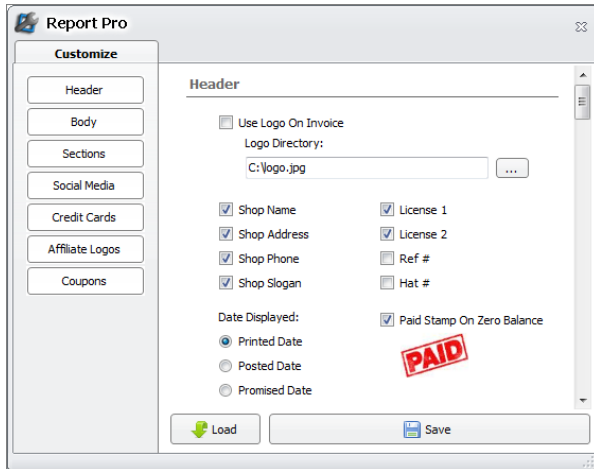 Report Pro
Customize
Header
Body
Sections
Social Media
Credit Cards
Affiliate Logos
Coupons
Header
Use Logo On Invoice
Logo Directory:
C:\logo.jpg
...
Shop Name
License 1
Shop Address
License 2
Shop Phone
Ref #
Shop Slogan
Hat #
Date Displayed:
Paid Stamp On Zero Balance
Printed Date
PAID
Posted Date
Promised Date
Load
Save